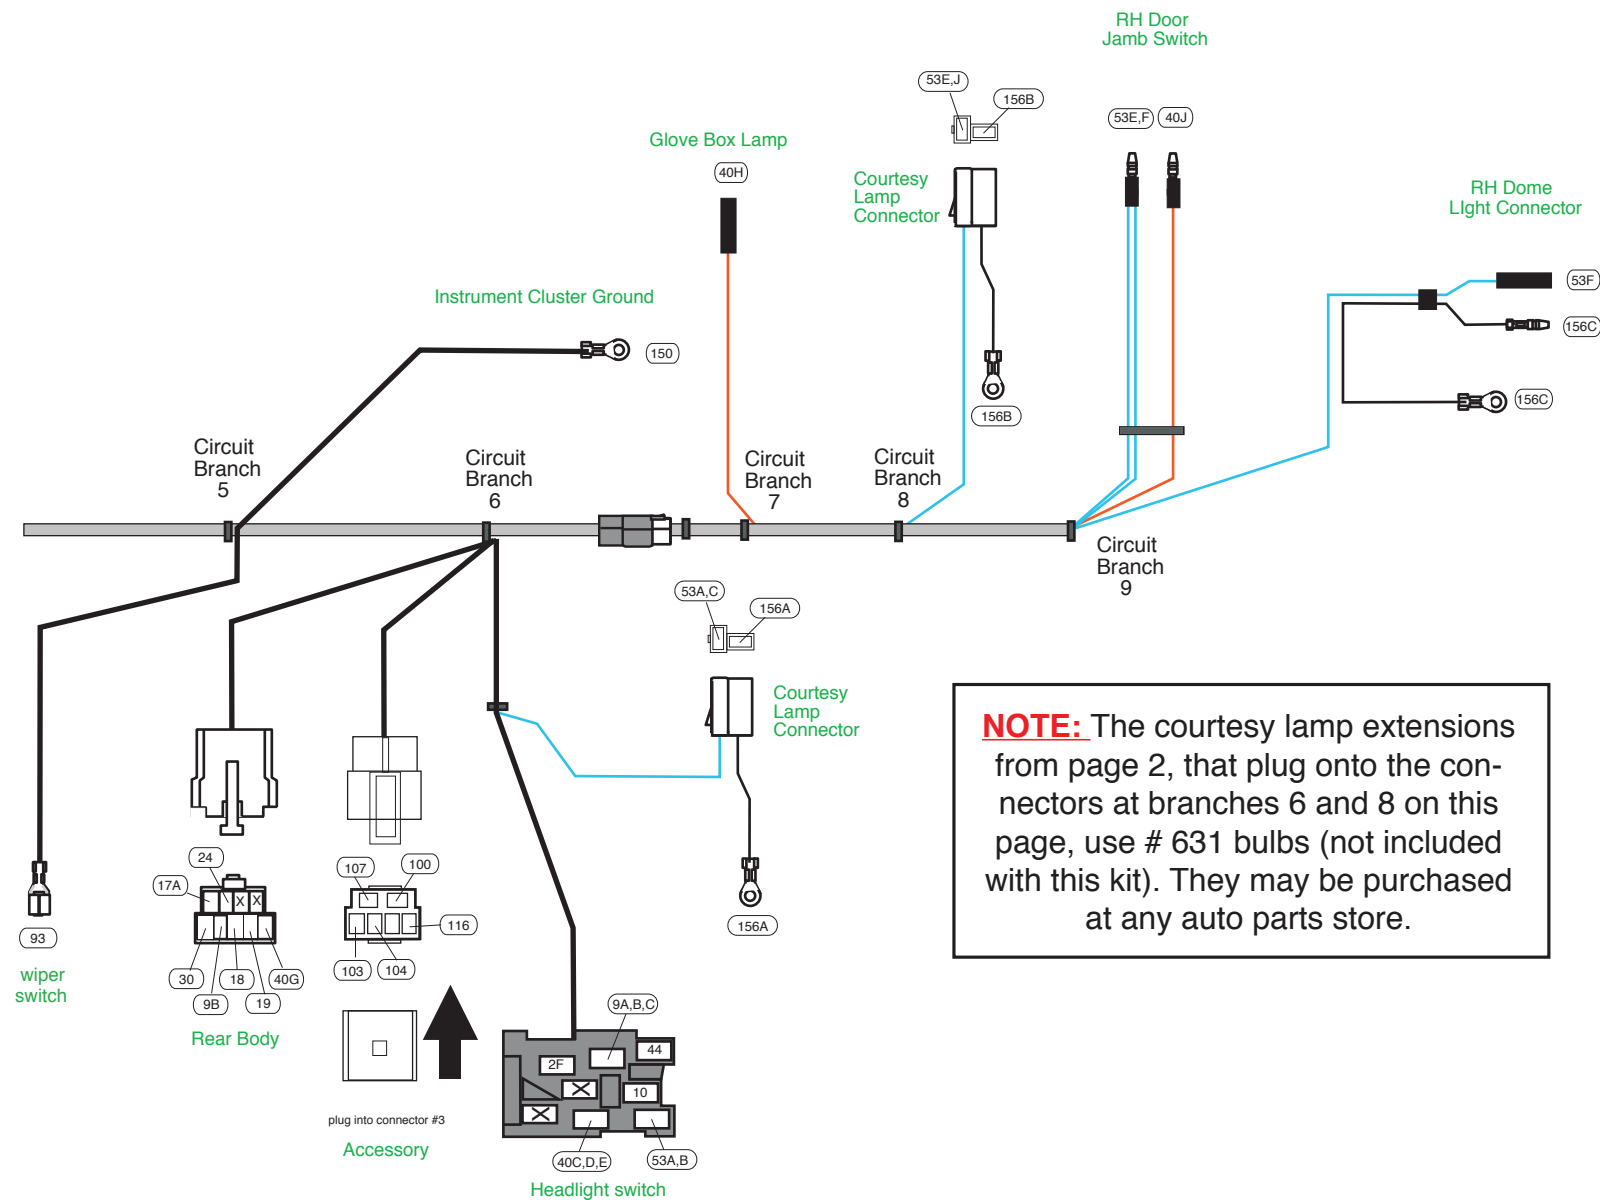 RH Door
Jamb Switch
53E,J
156B
53E,F
40J
Glove Box Lamp
40H
Courtesy
Lamp
Connector
RH Dome
LIght Connector
53F
156C
156C
Instrument Cluster Ground
150
156B
Circuit
Branch
5
Circuit
Branch
6
Circuit
Branch
7
Circuit
Branch
8
Circuit
Branch
9
53A,C
156A
Courtesy
Lamp
Connector
NOTE: The courtesy lamp extensions
from page 2, that plug onto the con-
nectors at branches 6 and 8 on this
page, use # 631 bulbs (not included
with this kit). They may be purchased
at any auto parts store.
24
17A
X X
30
9B
18
19
40G
Rear Body
107
100
116
103
104
156A
93
wiper
switch
plug into connector #3
Accessory
9A,B,C
2F
44
X
10
X
40C,D,E
53A,B
Headlight switch